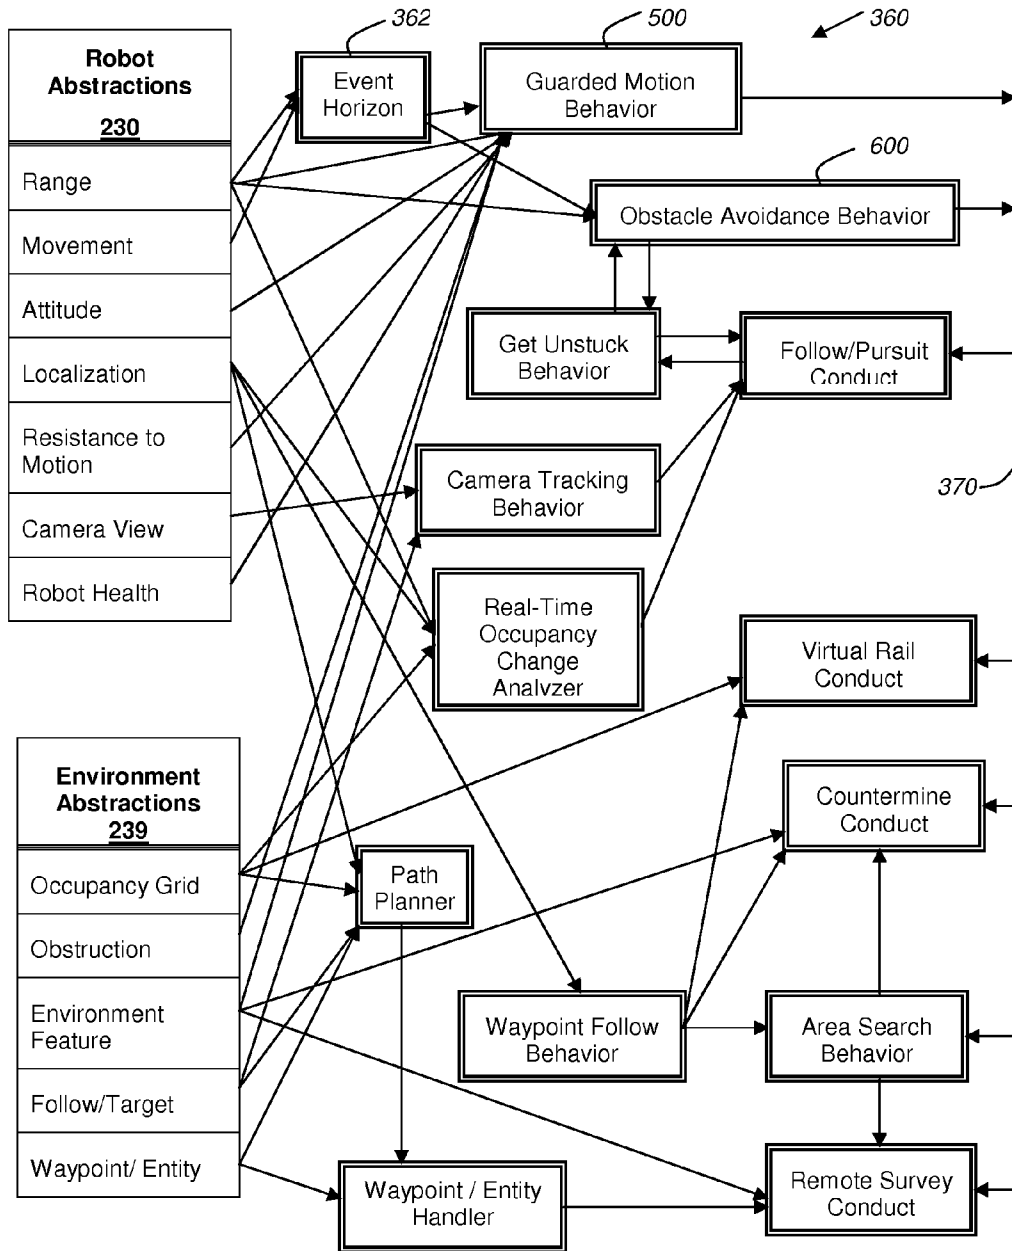 362
500
360
Robot
Abstractions
230
Range
Movement
Attitude
Localization
Resistance to
Motion
Camera View
Robot Health
Event
Horizon
Guarded Motion
Behavior
600
Obstacle Avoidance Behavior
Get Unstuck
Behavior
Follow/Pursuit
Conduct
370
Camera Tracking
Behavior
Real-Time
Occupancy
Change
Analyzer
Virtual Rail
Conduct
Environment
Abstractions
239
Occupancy Grid
Obstruction
Environment
Feature
Follow/Target
Waypoint/ Entity
Countermine
Conduct
Path
Planner
Waypoint Follow
Behavior
Area Search
Behavior
Waypoint / Entity
Handler
Remote Survey
Conduct